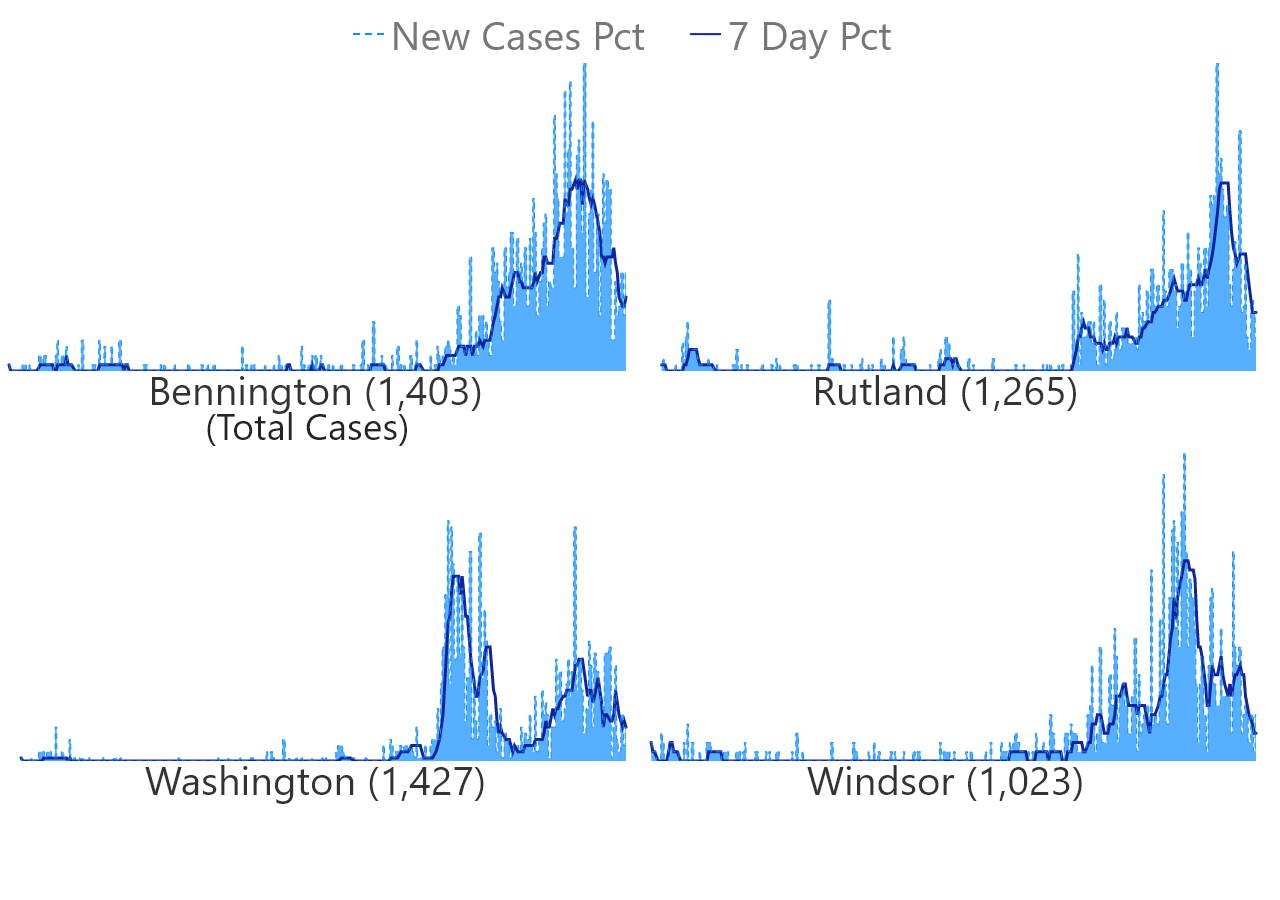 New Cases Pct 7 Day Pct
Bennington (1,403)
(Total Cases)
Rutland (1,265)
Washington (1,427)
Windsor (1,023)